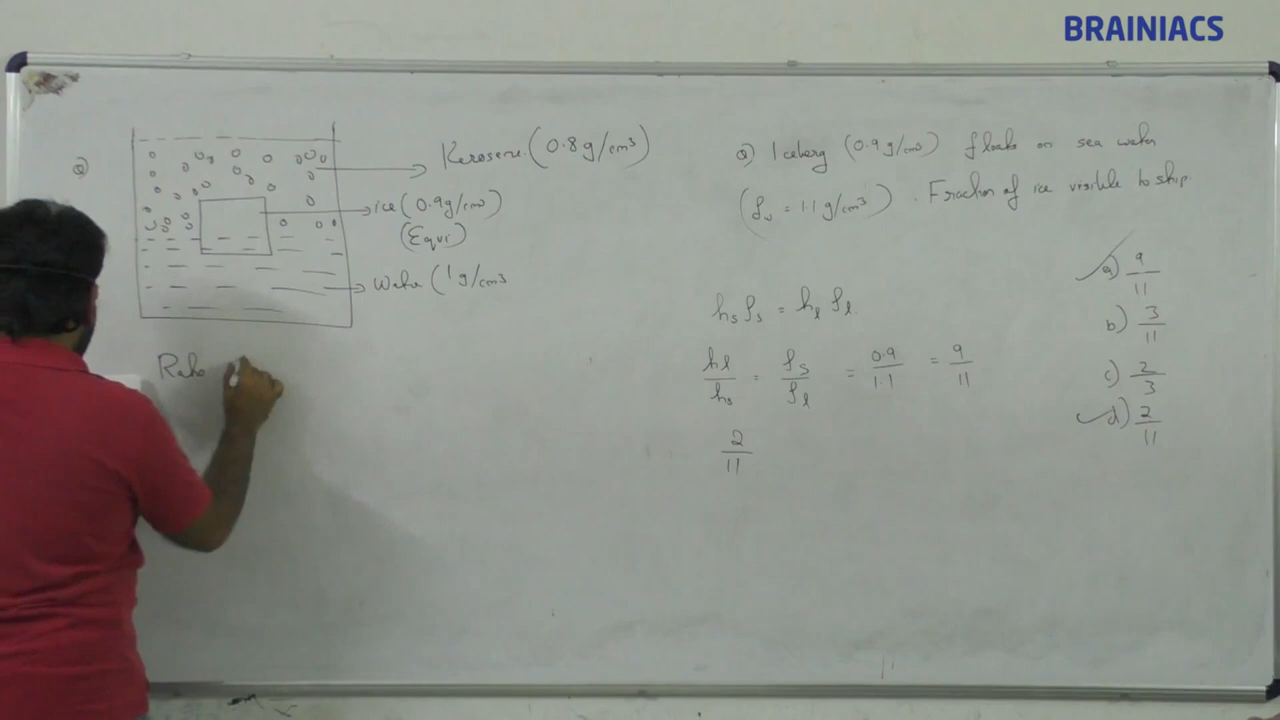 BRAINIACS
Q)
Kerosene (0.8 g/cm³)
ice (0.9 g/cm³)
(Equi)
Water (1 g/cm³
Ratio
Q) Iceberg (0.9 g/cm³) floats on sea water
(ρw = 1.1 g/cm³). Fraction of ice visible to ship.
hs ρs = hl ρl
hl/hs = ρs/ρl = 0.9/1.1 = 9/11
2/11
a) 9/11
b) 3/11
c) 2/3
d) 2/11